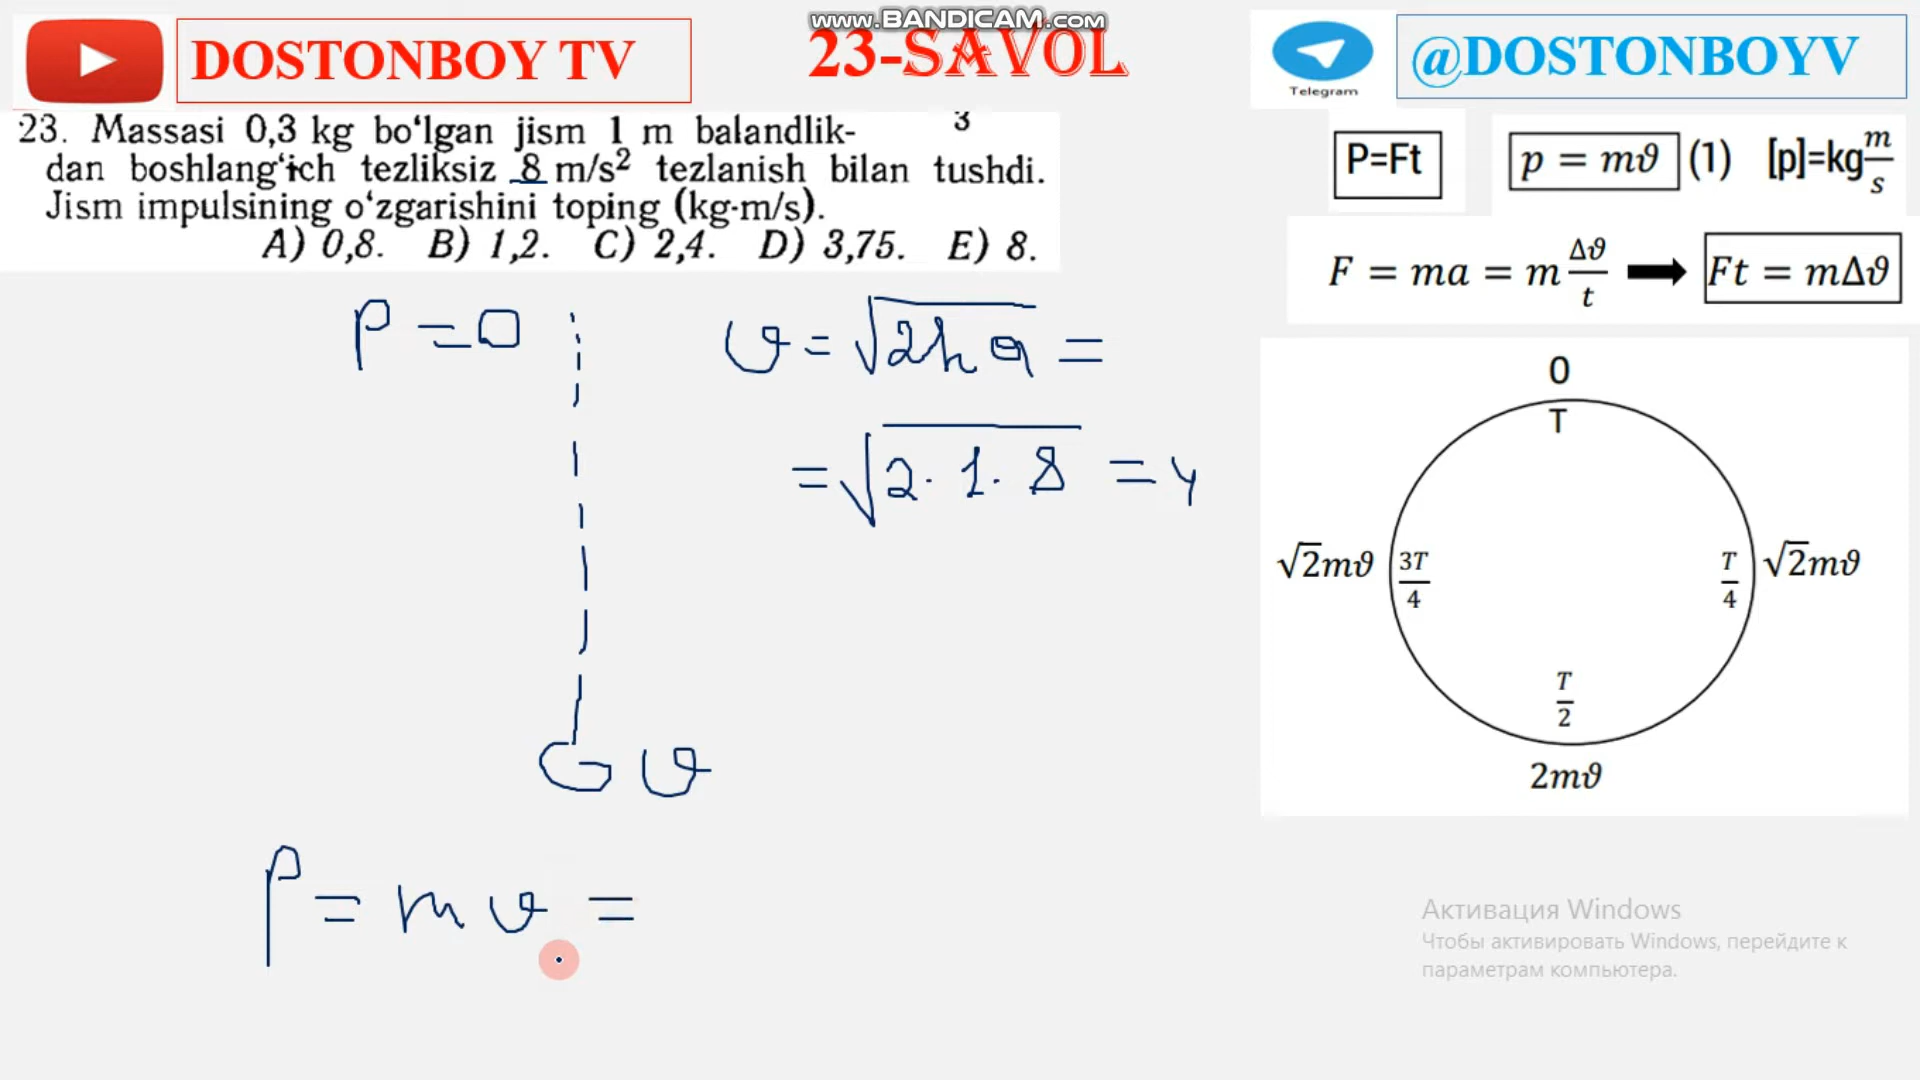 www.BANDICAM.com
DOSTONBOY TV
23-SAVOL
Telegram
@DOSTONBOYV
3
23. Massasi 0,3 kg bo‘lgan jism 1 m balandlik-
dan boshlang‘ich tezliksiz 8 m/s² tezlanish bilan tushdi.
Jism impulsining o‘zgarishini toping (kg·m/s).
A) 0,8. B) 1,2. C) 2,4. D) 3,75. E) 8.
P=Ft
p = mϑ (1) [p]=kg m/s
F = ma = m Δϑ/t ➡ Ft = mΔϑ
P = 0
ϑ = √2ha =
= √2·1·8 = 4
ϑ
P = mϑ =
0
T
√2mϑ 3T/4 T/4 √2mϑ
T/2
2mϑ
Активация Windows
Чтобы активировать Windows, перейдите к
параметрам компьютера.